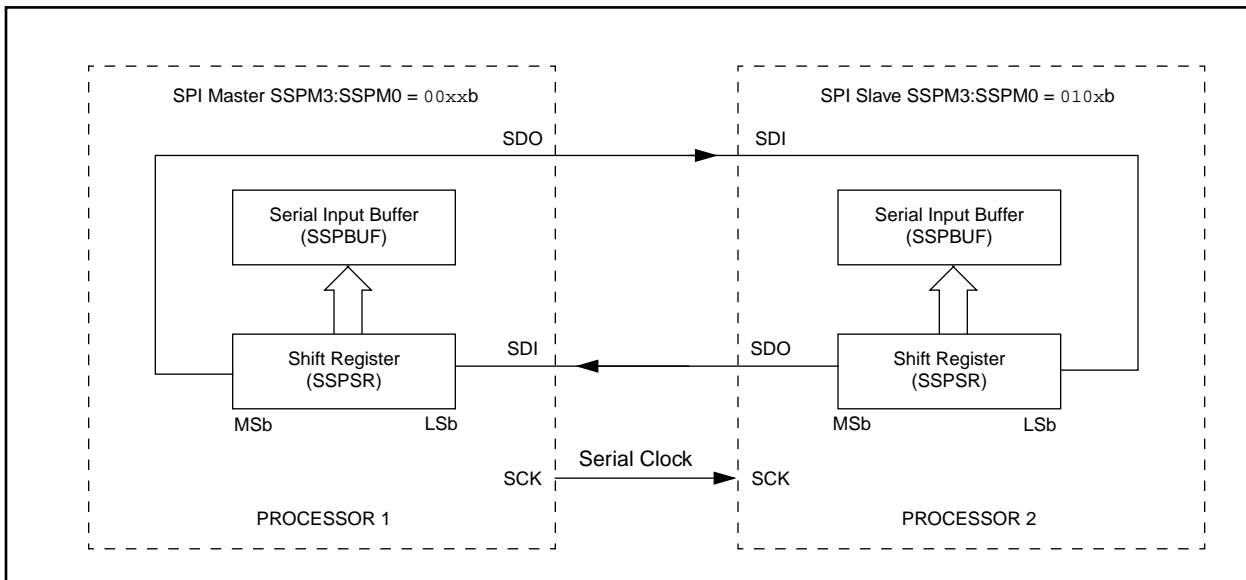 SPI Master SSPM3:SSPM0 = 00xxb
SPI Slave SSPM3:SSPM0 = 010xb
SDO
SDI
Serial Input Buffer
(SSPBUF)
Serial Input Buffer
(SSPBUF)
SDI
SDO
Shift Register
(SSPSR)
Shift Register
(SSPSR)
MSb
LSb
MSb
LSb
Serial Clock
SCK
SCK
PROCESSOR 1
PROCESSOR 2